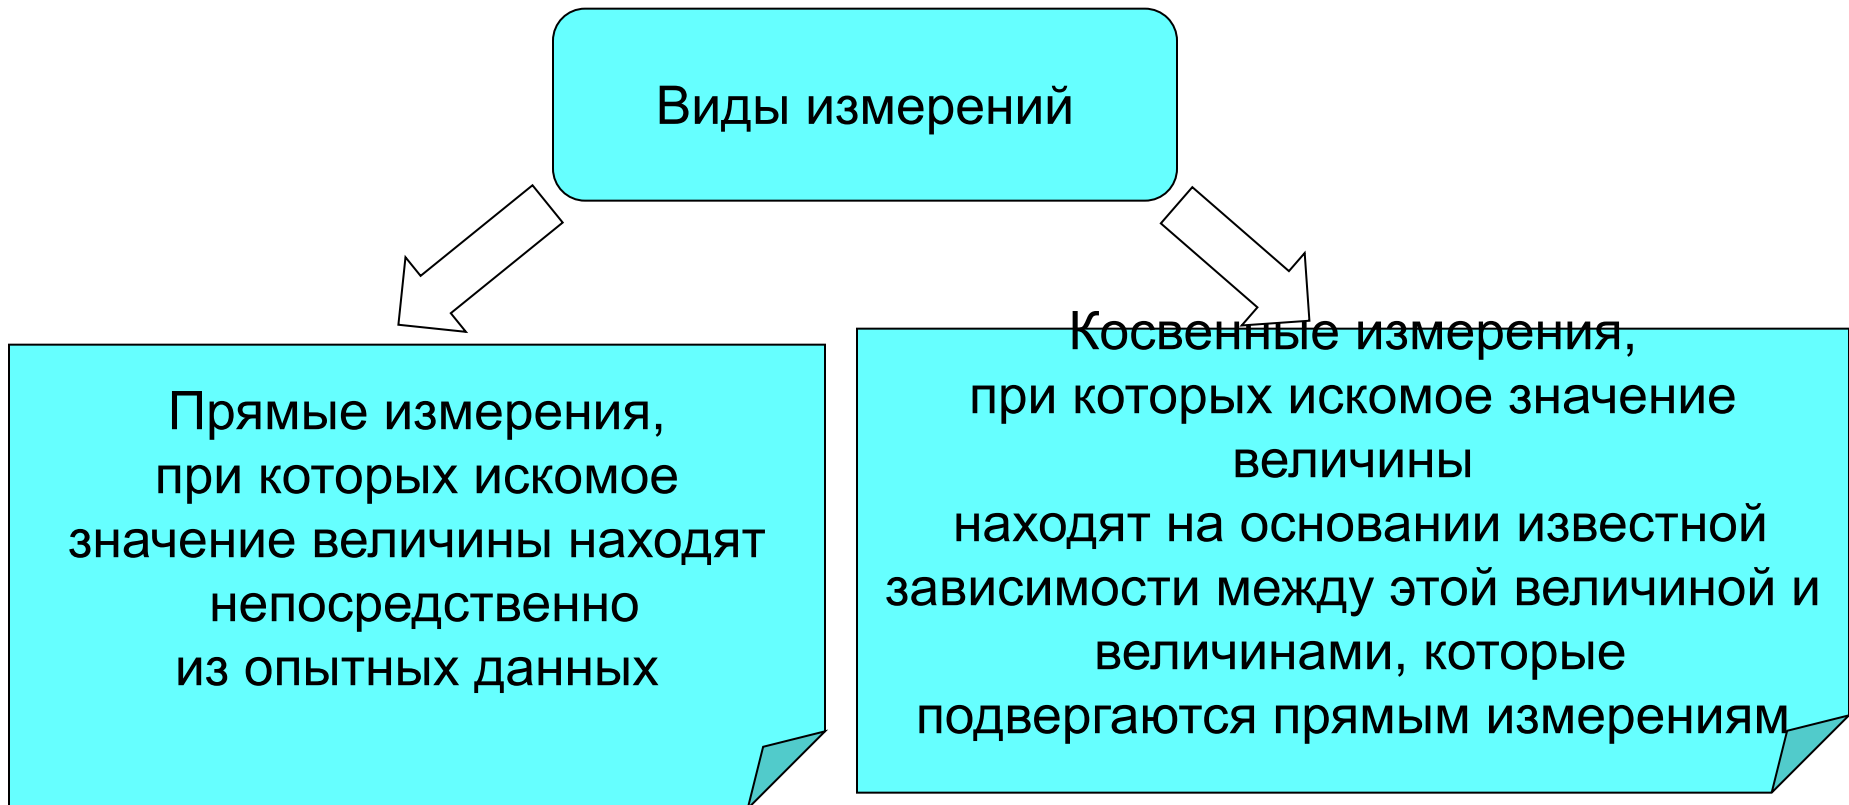 Виды измерений
Прямые измерения,
при которых искомое
значение величины находят
непосредственно
из опытных данных
Косвенные измерения,
при которых искомое значение
величины
находят на основании известной
зависимости между этой величиной и
величинами, которые
подвергаются прямым измерениям